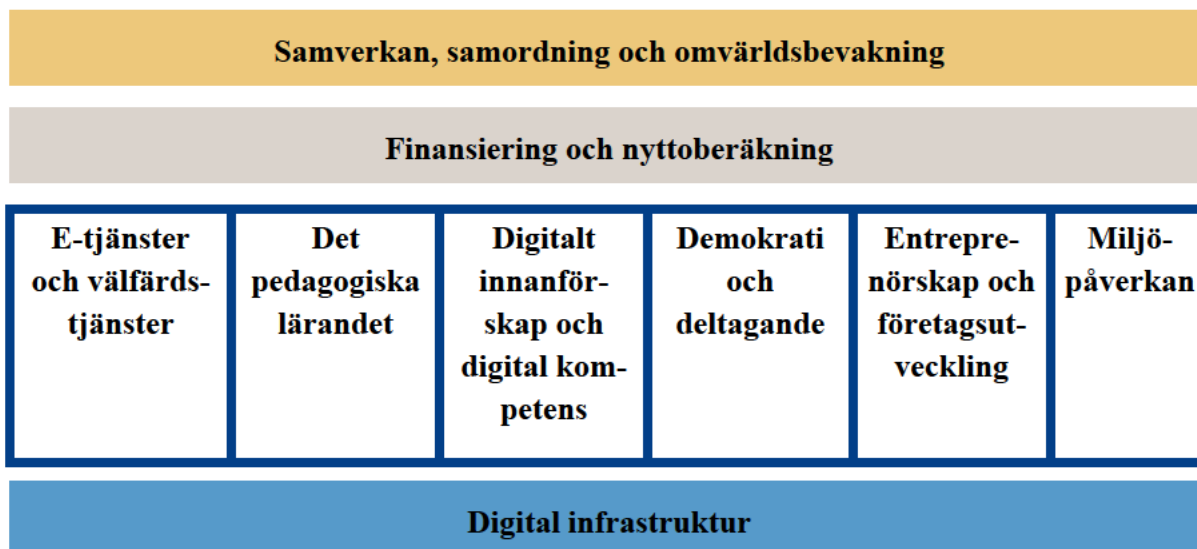 Samverkan, samordning och omvärldsbevakning
Finansiering och nyttoberäkning
E-tjänster
och välfärds-
tjänster
Det
pedagogiska
lärandet
Digitalt
innanför-
skap och
digital kom-
petens
Demokrati
och
deltagande
Entrepre-
nörskap och
företagsut-
veckling
Miljö-
påverkan
Digital infrastruktur